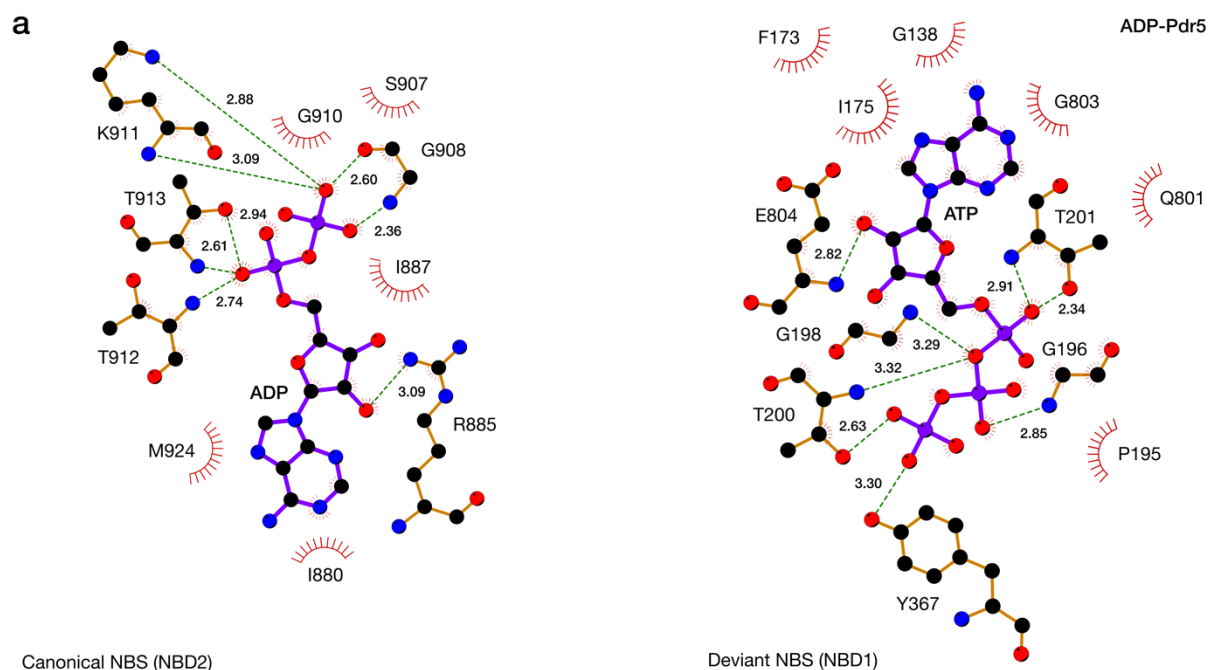 a
ADP-Pdr5
2.88
K911
3.09
G910
S907
2.60
G908
2.36
T913
2.94
2.61
2.74
T912
I887
ADP
3.09
R885
M924
I880
Canonical NBS (NBD2)
F173
G138
I175
G803
Q801
E804
2.82
ATP
T201
2.91
2.34
G198
3.29
3.32
G196
T200
2.63
2.85
P195
3.30
Y367
Deviant NBS (NBD1)